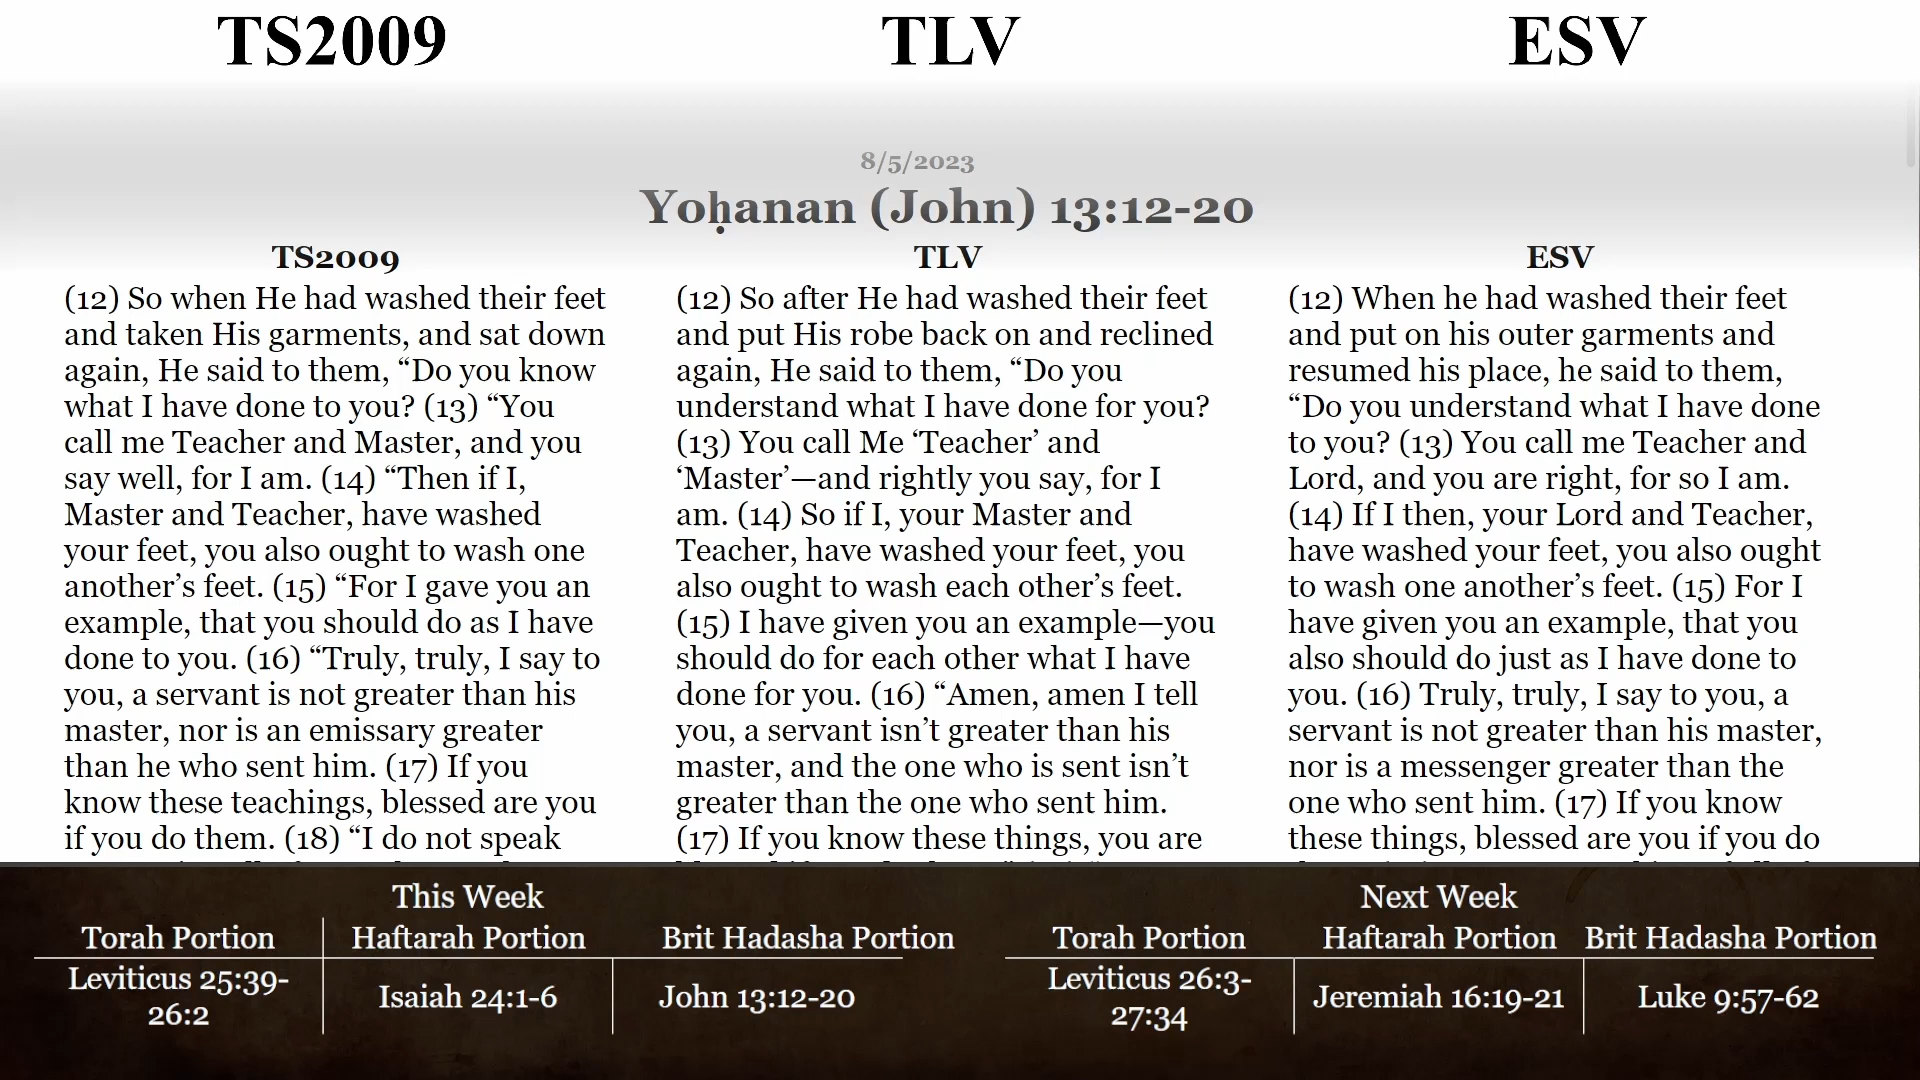 TS2009 TLV ESV
8/5/2023
Yoḥanan (John) 13:12-20
TS2009
(12) So when He had washed their feet
and taken His garments, and sat down
again, He said to them, “Do you know
what I have done to you? (13) “You
call me Teacher and Master, and you
say well, for I am. (14) “Then if I,
Master and Teacher, have washed
your feet, you also ought to wash one
another’s feet. (15) “For I gave you an
example, that you should do as I have
done to you. (16) “Truly, truly, I say to
you, a servant is not greater than his
master, nor is an emissary greater
than he who sent him. (17) If you
know these teachings, blessed are you
if you do them. (18) “I do not speak
TLV
(12) So after He had washed their feet
and put His robe back on and reclined
again, He said to them, “Do you
understand what I have done for you?
(13) You call Me ‘Teacher’ and
‘Master’—and rightly you say, for I
am. (14) So if I, your Master and
Teacher, have washed your feet, you
also ought to wash each other’s feet.
(15) I have given you an example—you
should do for each other what I have
done for you. (16) “Amen, amen I tell
you, a servant isn’t greater than his
master, and the one who is sent isn’t
greater than the one who sent him.
(17) If you know these things, you are
ESV
(12) When he had washed their feet
and put on his outer garments and
resumed his place, he said to them,
“Do you understand what I have done
to you? (13) You call me Teacher and
Lord, and you are right, for so I am.
(14) If I then, your Lord and Teacher,
have washed your feet, you also ought
to wash one another’s feet. (15) For I
have given you an example, that you
also should do just as I have done to
you. (16) Truly, truly, I say to you, a
servant is not greater than his master,
nor is a messenger greater than the
one who sent him. (17) If you know
these things, blessed are you if you do
This Week
Torah Portion Haftarah Portion Brit Hadasha Portion
Leviticus 25:39-
26:2
Isaiah 24:1-6
John 13:12-20
Next Week
Torah Portion Haftarah Portion Brit Hadasha Portion
Leviticus 26:3-
27:34
Jeremiah 16:19-21
Luke 9:57-62